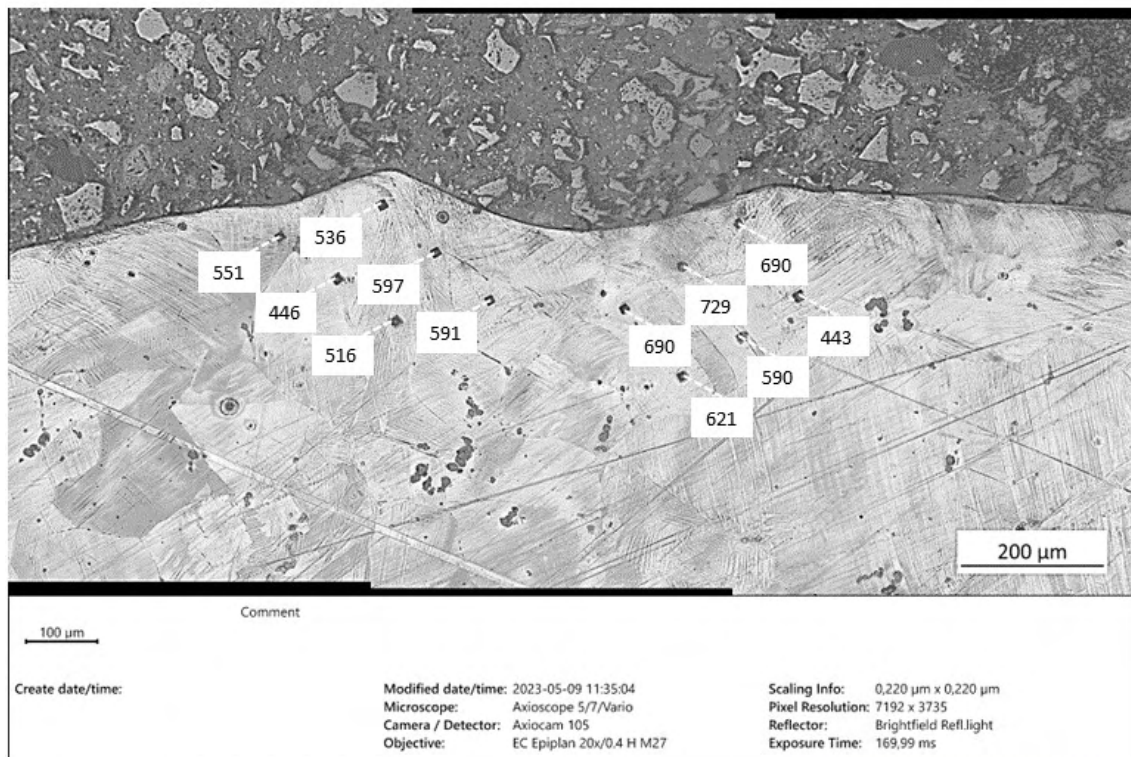 536
551
446
597
516
591
690
729
690
443
590
621
200 µm
Comment
100 µm
Create date/time:
Modified date/time: 2023-05-09 11:35:04
Microscope: Axioscope 5/7/Vario
Camera / Detector: Axiocam 105
Objective: EC Epiplan 20x/0.4 H M27
Scaling Info: 0,220 µm x 0,220 µm
Pixel Resolution: 7192 x 3735
Reflector: Brightfield Refl.light
Exposure Time: 169,99 ms